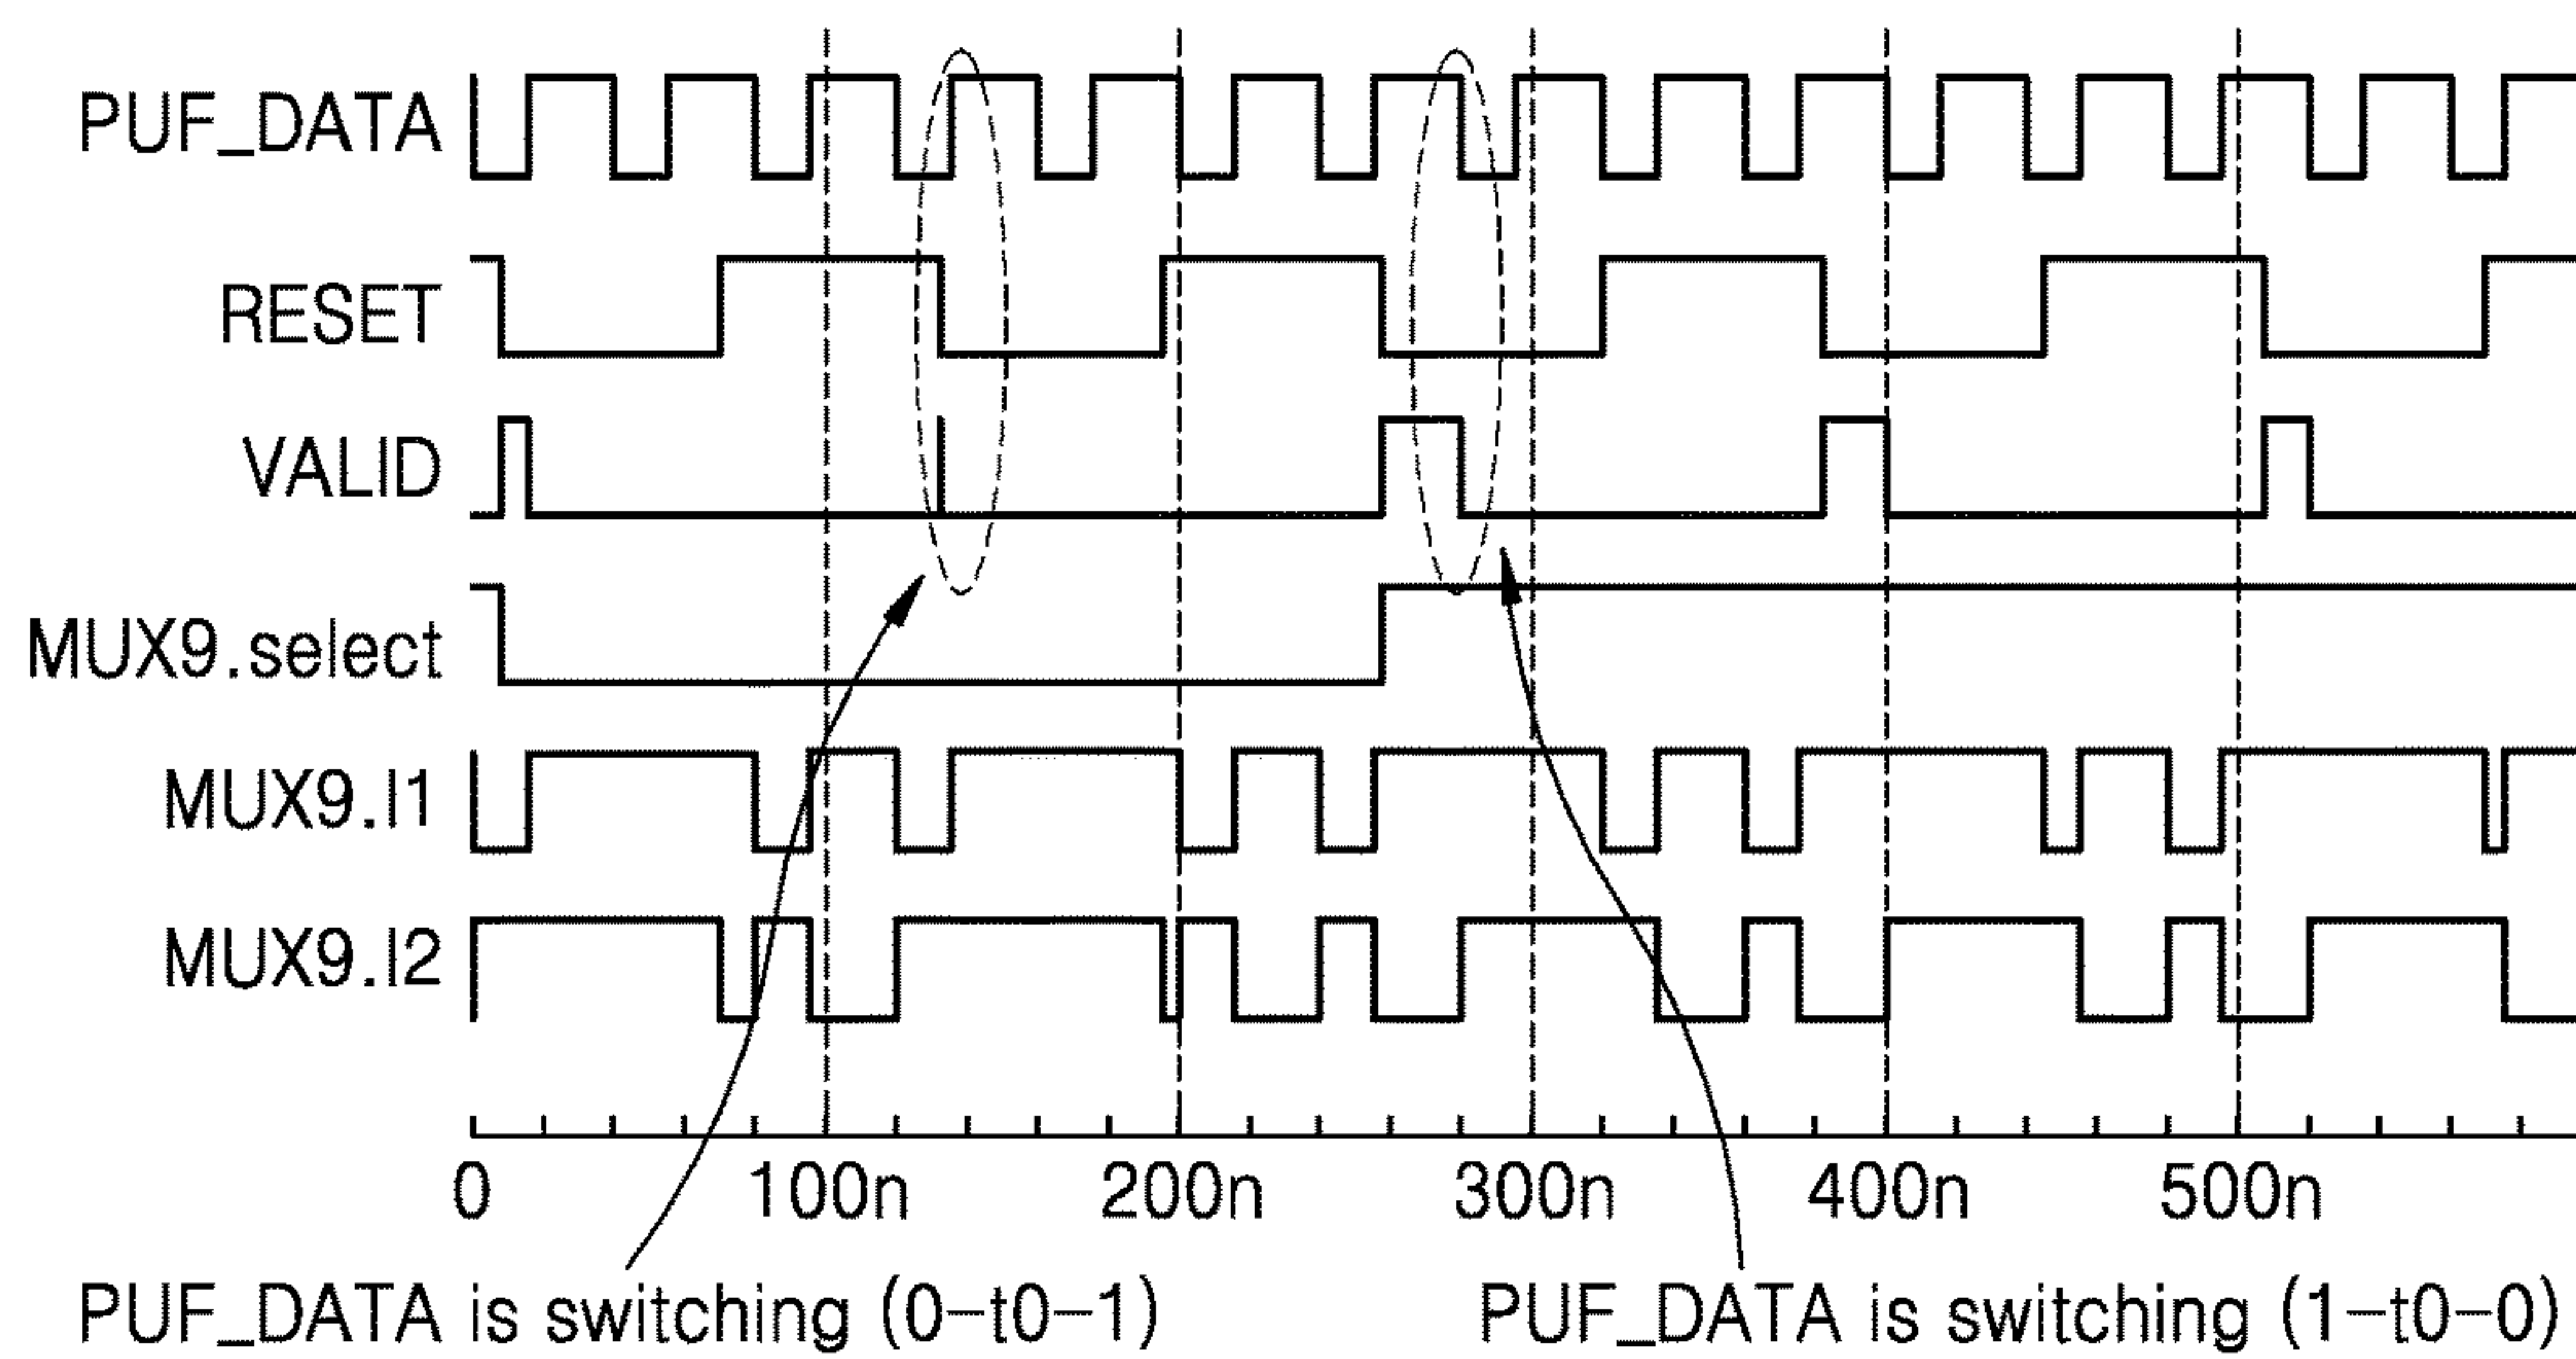 PUF_DATA
RESET
VALID
MUX9.select
MUX9.I1
MUX9.I2
0 100n 200n 300n 400n 500n
PUF_DATA is switching (0-t0-1) PUF_DATA is switching (1-t0-0)